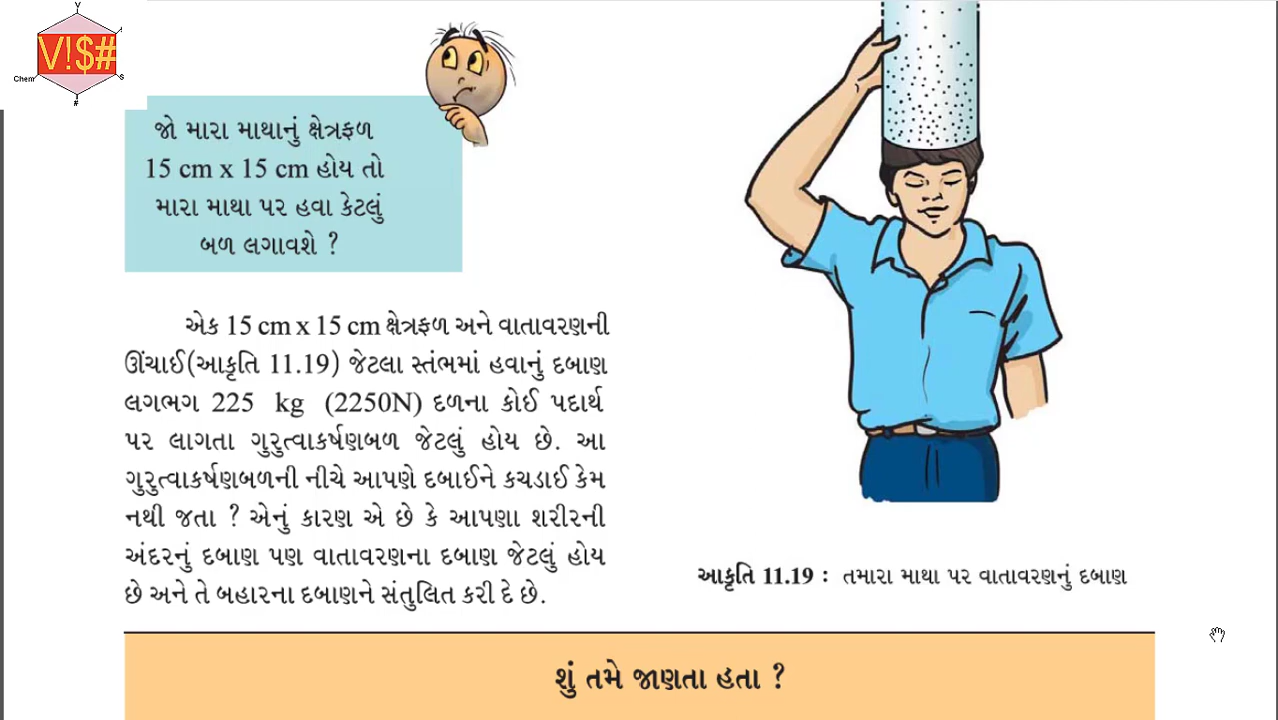 Y
V!$#
Chem
S
#
જો મારા માથાનું ક્ષેત્રફળ
15 cm x 15 cm હોય તો
મારા માથા પર હવા કેટલું
બળ લગાવશે ?
એક 15 cm x 15 cm ક્ષેત્રફળ અને વાતાવરણની
ઊંચાઈ(આકૃતિ 11.19) જેટલા સ્તંભમાં હવાનું દબાણ
લગભગ 225 kg (2250N) દળના કોઈ પદાર્થ
પર લાગતા ગુરુત્વાકર્ષણબળ જેટલું હોય છે. આ
ગુરુત્વાકર્ષણબળની નીચે આપણે દબાઈને કચડાઈ કેમ
નથી જતા ? એનું કારણ એ છે કે આપણા શરીરની
અંદરનું દબાણ પણ વાતાવરણના દબાણ જેટલું હોય
છે અને તે બહારના દબાણને સંતુલિત કરી દે છે.
આકૃતિ 11.19 : તમારા માથા પર વાતાવરણનું દબાણ
શું તમે જાણતા હતા ?